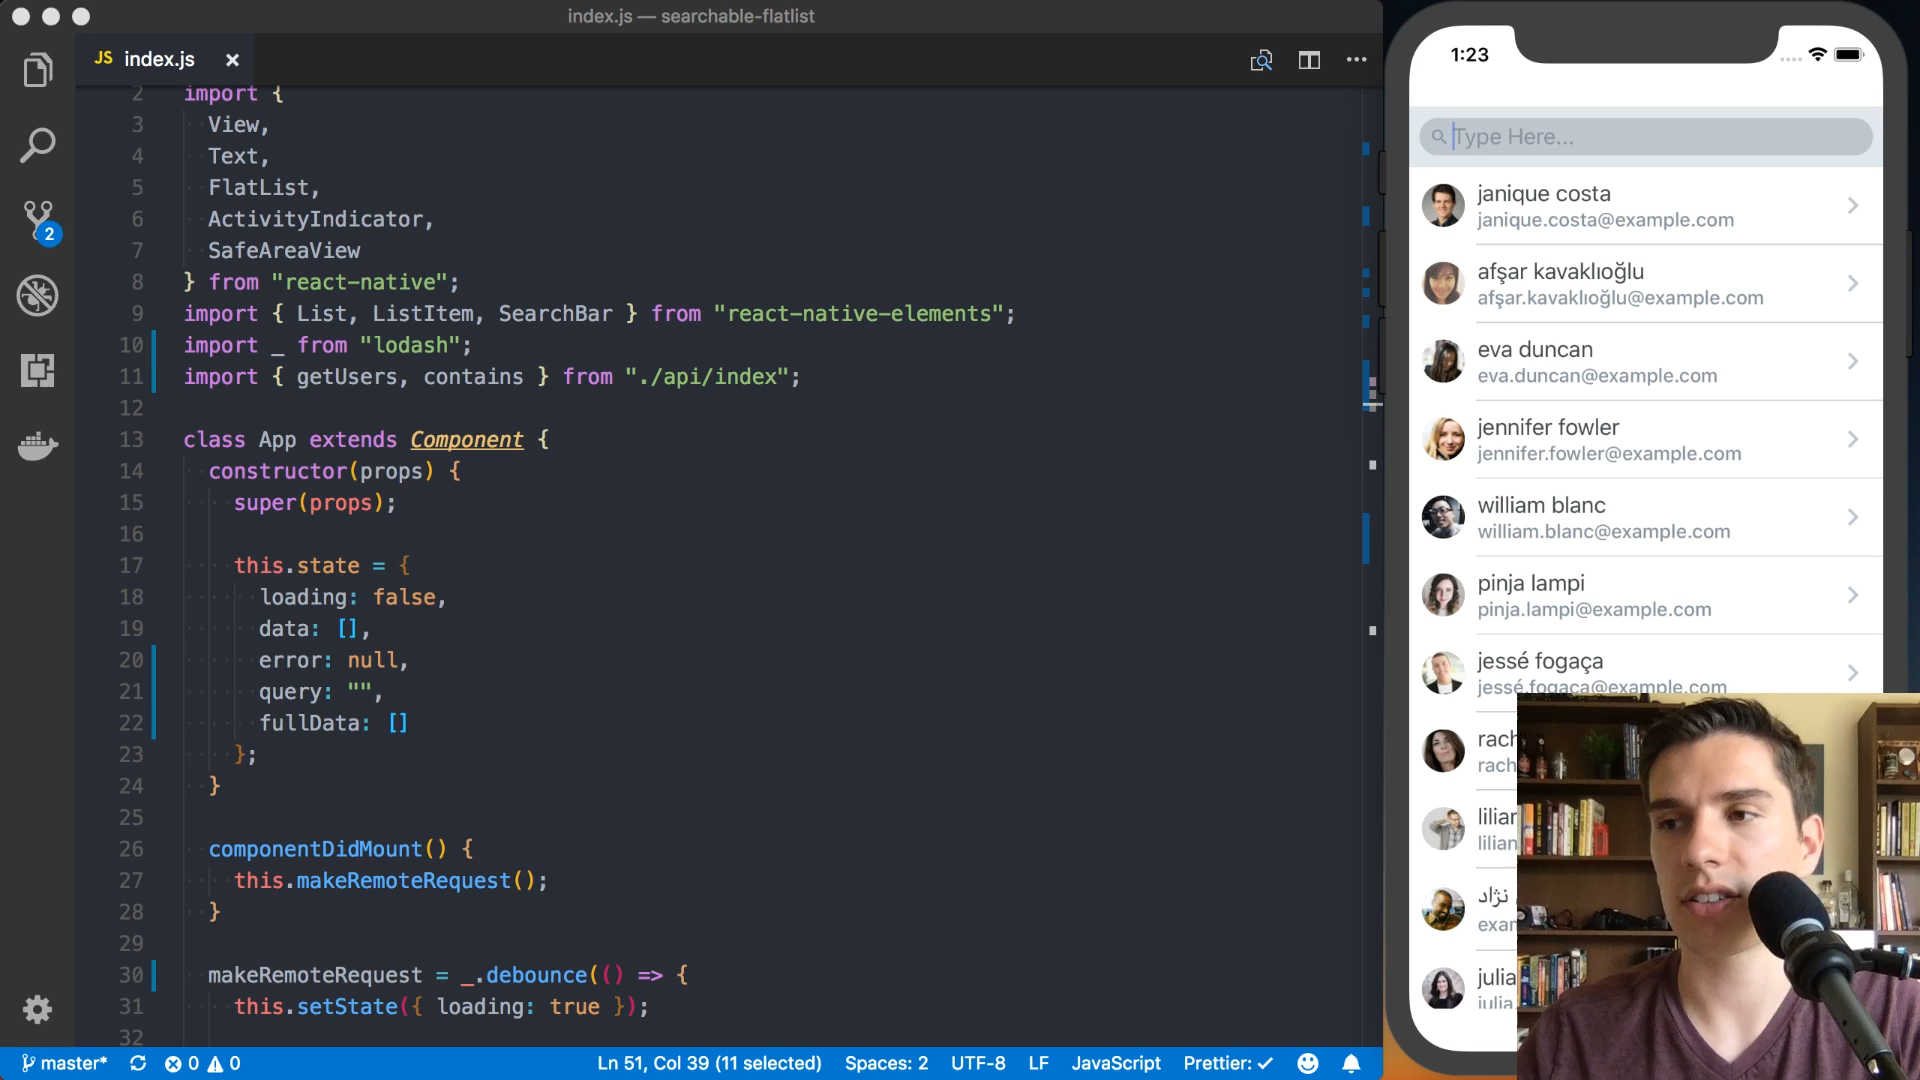 index.js — searchable-flatlist
JS index.js ×
2 import {
3 View,
4 Text,
5 FlatList,
6 ActivityIndicator,
7 SafeAreaView
8 } from "react-native";
9 import { List, ListItem, SearchBar } from "react-native-elements";
10 import _ from "lodash";
11 import { getUsers, contains } from "./api/index";
12
13 class App extends Component {
14 constructor(props) {
15 super(props);
16
17 this.state = {
18 loading: false,
19 data: [],
20 error: null,
21 query: "",
22 fullData: []
23 };
24 }
25
26 componentDidMount() {
27 this.makeRemoteRequest();
28 }
29
30 makeRemoteRequest = _.debounce(() => {
31 this.setState({ loading: true });
32
2
master* 0 0 Ln 51, Col 39 (11 selected) Spaces: 2 UTF-8 LF JavaScript Prettier: ✓
1:23
Type Here...
janique costa
janique.costa@example.com
afşar kavaklıoğlu
afşar.kavaklıoğlu@example.com
eva duncan
eva.duncan@example.com
jennifer fowler
jennifer.fowler@example.com
william blanc
william.blanc@example.com
pinja lampi
pinja.lampi@example.com
jessé fogaça
jessé.fogaça@example.com
rach
rach
lilian
lilian
نژاد
exam
julia
julia